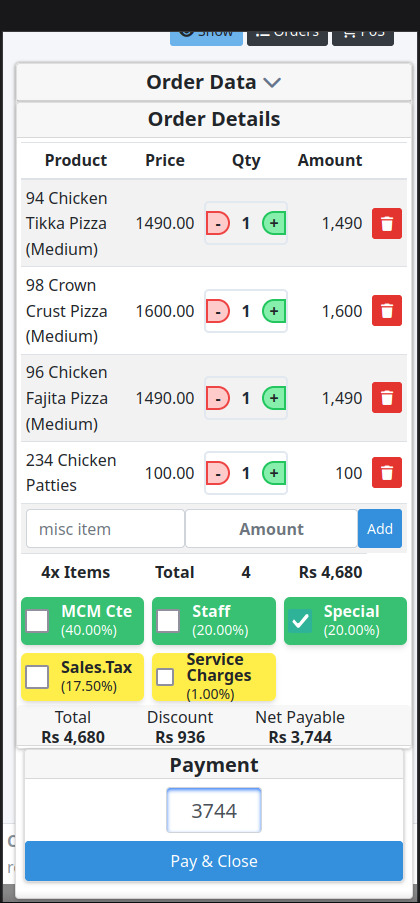 Show Orders POS
Order Data
Order Details
Product Price Qty Amount
94 Chicken
Tikka Pizza 1490.00 - 1 + 1,490
(Medium)
98 Crown
Crust Pizza 1600.00 - 1 + 1,600
(Medium)
96 Chicken
Fajita Pizza 1490.00 - 1 + 1,490
(Medium)
234 Chicken
Patties 100.00 - 1 + 100
misc item Amount Add
4x Items Total 4 Rs 4,680
MCM Cte Staff Special
(40.00%) (20.00%) (20.00%)
Sales.Tax Service
Charges
(17.50%) (1.00%)
Total Discount Net Payable
Rs 4,680 Rs 936 Rs 3,744
Payment
3744
Pay & Close